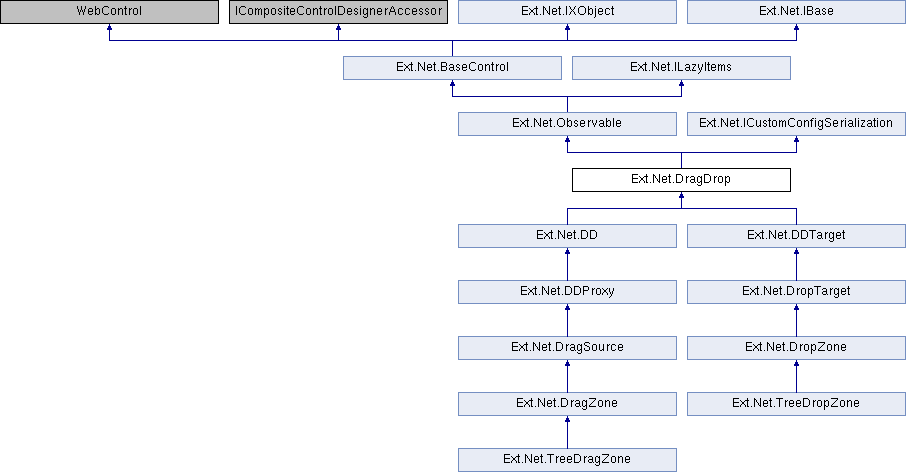 WebControl
ICompositeControlDesignerAccessor
Ext.Net.IXObject
Ext.Net.IBase
Ext.Net.BaseControl
Ext.Net.ILazyItems
Ext.Net.Observable
Ext.Net.ICustomConfigSerialization
Ext.Net.DragDrop
Ext.Net.DD
Ext.Net.DDTarget
Ext.Net.DDProxy
Ext.Net.DropTarget
Ext.Net.DragSource
Ext.Net.DropZone
Ext.Net.DragZone
Ext.Net.TreeDropZone
Ext.Net.TreeDragZone